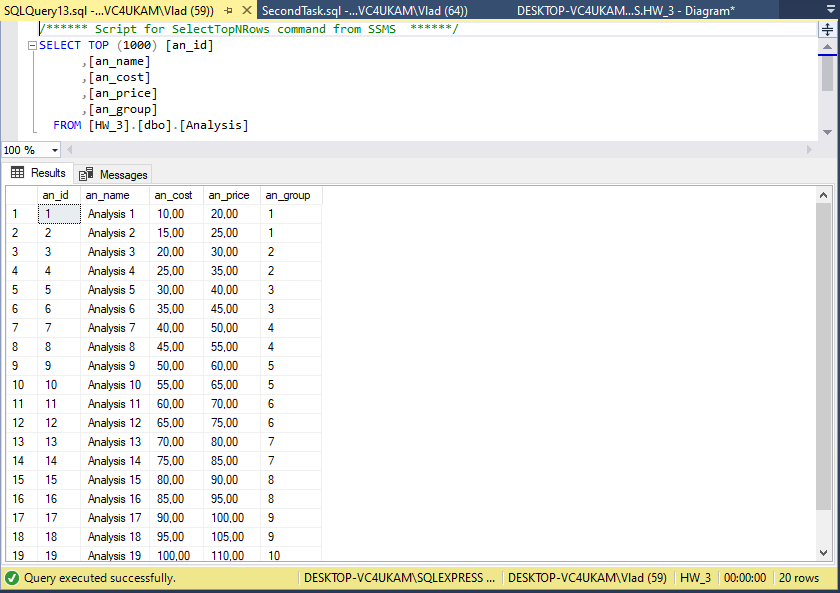 SQLQuery13.sql -...VC4UKAM\Vlad (59)) SecondTask.sql -...VC4UKAM\Vlad (64)) DESKTOP-VC4UKAM...S.HW_3 - Diagram*
/****** Script for SelectTopNRows command from SSMS  ******/
SELECT TOP (1000) [an_id]
,[an_name]
,[an_cost]
,[an_price]
,[an_group]
FROM [HW_3].[dbo].[Analysis]
100 %
Results Messages
an_id an_name an_cost an_price an_group
1 1 Analysis 1 10,00 20,00 1
2 2 Analysis 2 15,00 25,00 1
3 3 Analysis 3 20,00 30,00 2
4 4 Analysis 4 25,00 35,00 2
5 5 Analysis 5 30,00 40,00 3
6 6 Analysis 6 35,00 45,00 3
7 7 Analysis 7 40,00 50,00 4
8 8 Analysis 8 45,00 55,00 4
9 9 Analysis 9 50,00 60,00 5
10 10 Analysis 10 55,00 65,00 5
11 11 Analysis 11 60,00 70,00 6
12 12 Analysis 12 65,00 75,00 6
13 13 Analysis 13 70,00 80,00 7
14 14 Analysis 14 75,00 85,00 7
15 15 Analysis 15 80,00 90,00 8
16 16 Analysis 16 85,00 95,00 8
17 17 Analysis 17 90,00 100,00 9
18 18 Analysis 18 95,00 105,00 9
19 19 Analysis 19 100,00 110,00 10
Query executed successfully. DESKTOP-VC4UKAM\SQLEXPRESS ... DESKTOP-VC4UKAM\Vlad (59) HW_3 00:00:00 20 rows